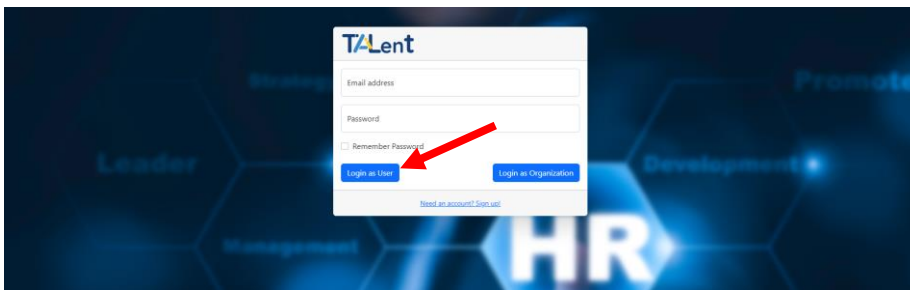 TALent
Strateg
Email address
Promote
Password
Remember Password
Leader
Login as User
Login as Organization
Development
Need an account? Sign up!
Management
HR